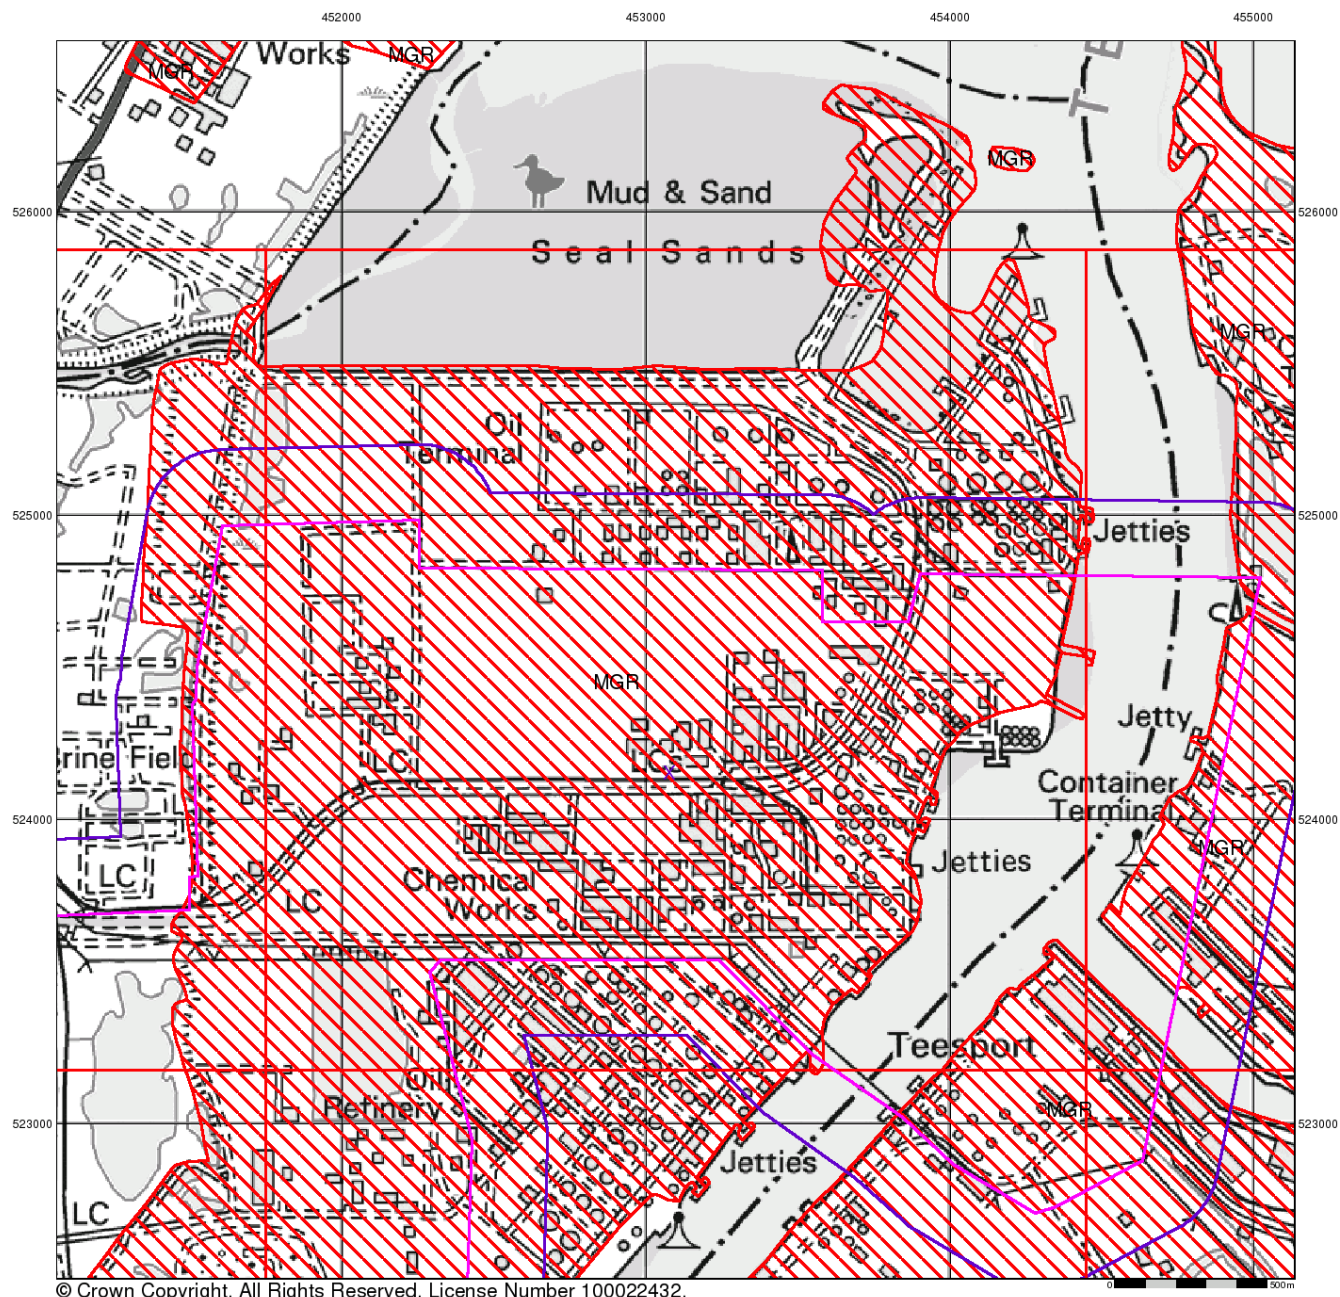 452000 453000 454000 455000
Works
MGR
MGR
T
E
MGR
Mud & Sand
526000 526000
Seal Sands
MGR
Oil
Terminal
525000 525000
LCs
Jetties
MGR
Jetty
LC
LCs
Brine Field
Container
Terminal
524000 524000
MGR
Jetties
LC
Chemical
LC
Works
Teesport
Oil
Refinery
MGR
523000 523000
Jetties
LC
0 500m
© Crown Copyright. All Rights Reserved. License Number 100022432.